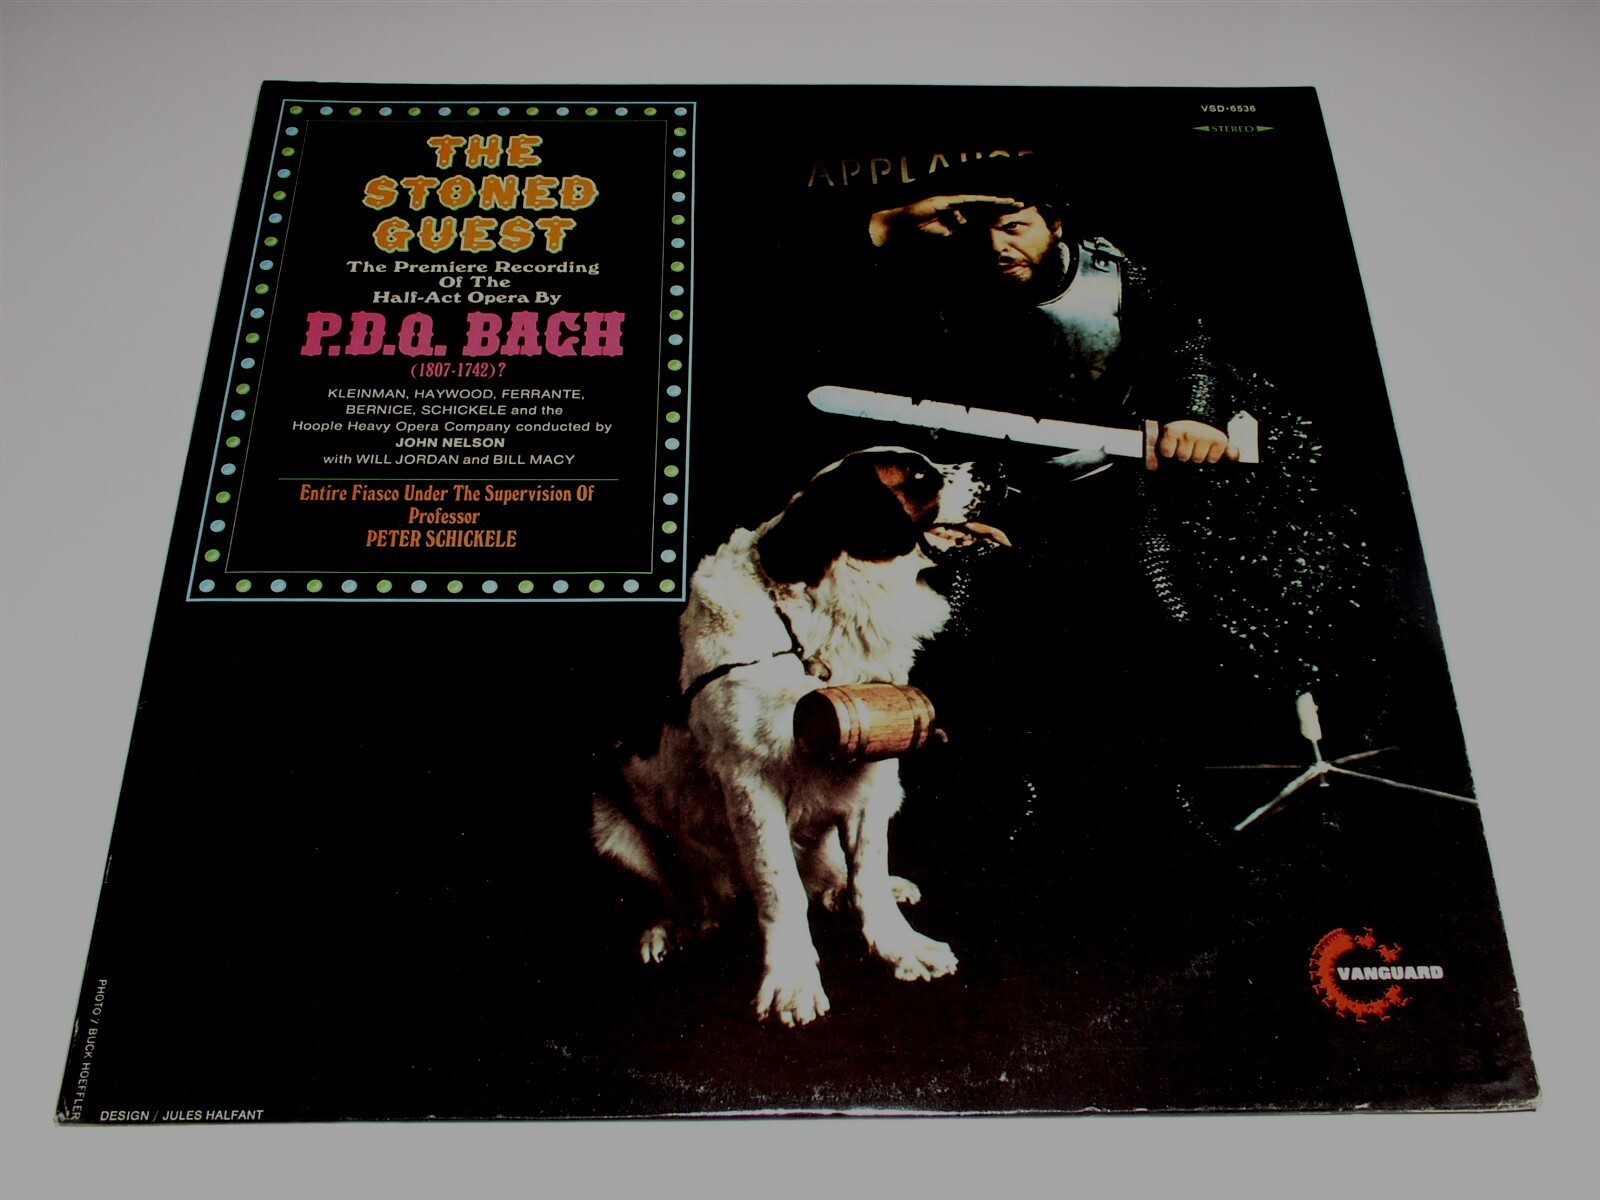 THE
STONED
GUEST
The Premiere Recording
Of The
Half-Act Opera By
P.D.Q. BACH
(1807-1742)?
KLEINMAN, HAYWOOD, FERRANTE,
BERNICE, SCHICKELE and the
Hoople Heavy Opera Company conducted by
JOHN NELSON
with WILL JORDAN and BILL MACY
Entire Fiasco Under The Supervision Of
Professor
PETER SCHICKELE
VSD-6536
STEREO
APPLAUSE
VANGUARD
PHOTO / BUCK HOEFFLER
DESIGN / JULES HALFANT